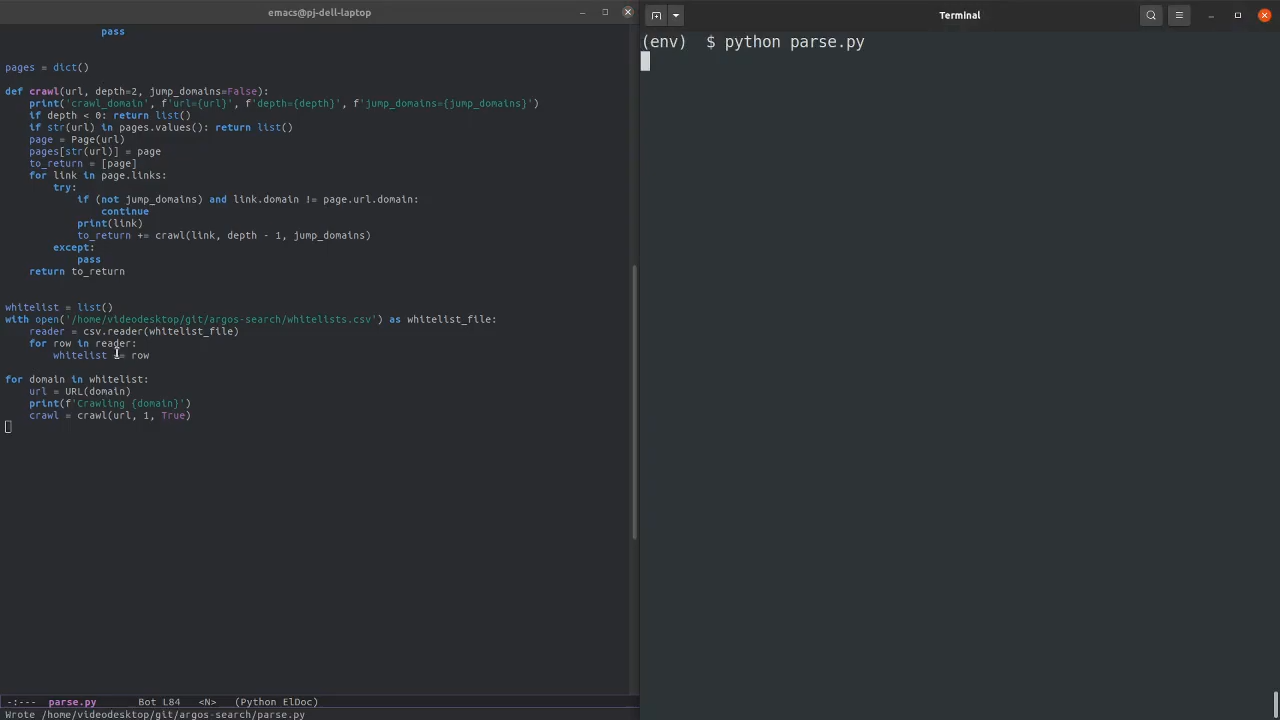 emacs@pj-dell-laptop
            pass
pages = dict()
def crawl(url, depth=2, jump_domains=False):
    print('crawl_domain', f'url={url}', f'depth={depth}', f'jump_domains={jump_domains}')
    if depth < 0: return list()
    if str(url) in pages.values(): return list()
    page = Page(url)
    pages[str(url)] = page
    to_return = [page]
    for link in page.links:
        try:
            if (not jump_domains) and link.domain != page.url.domain:
                continue
            print(link)
            to_return += crawl(link, depth - 1, jump_domains)
        except:
            pass
    return to_return
whitelist = list()
with open('/home/videodesktop/git/argos-search/whitelists.csv') as whitelist_file:
    reader = csv.reader(whitelist_file)
    for row in reader:
        whitelist += row
for domain in whitelist:
    url = URL(domain)
    print(f'Crawling {domain}')
    crawl = crawl(url, 1, True)
-:---  parse.py       Bot L84   <N>   (Python ElDoc)
Wrote /home/videodesktop/git/argos-search/parse.py
Terminal
(env)  $ python parse.py